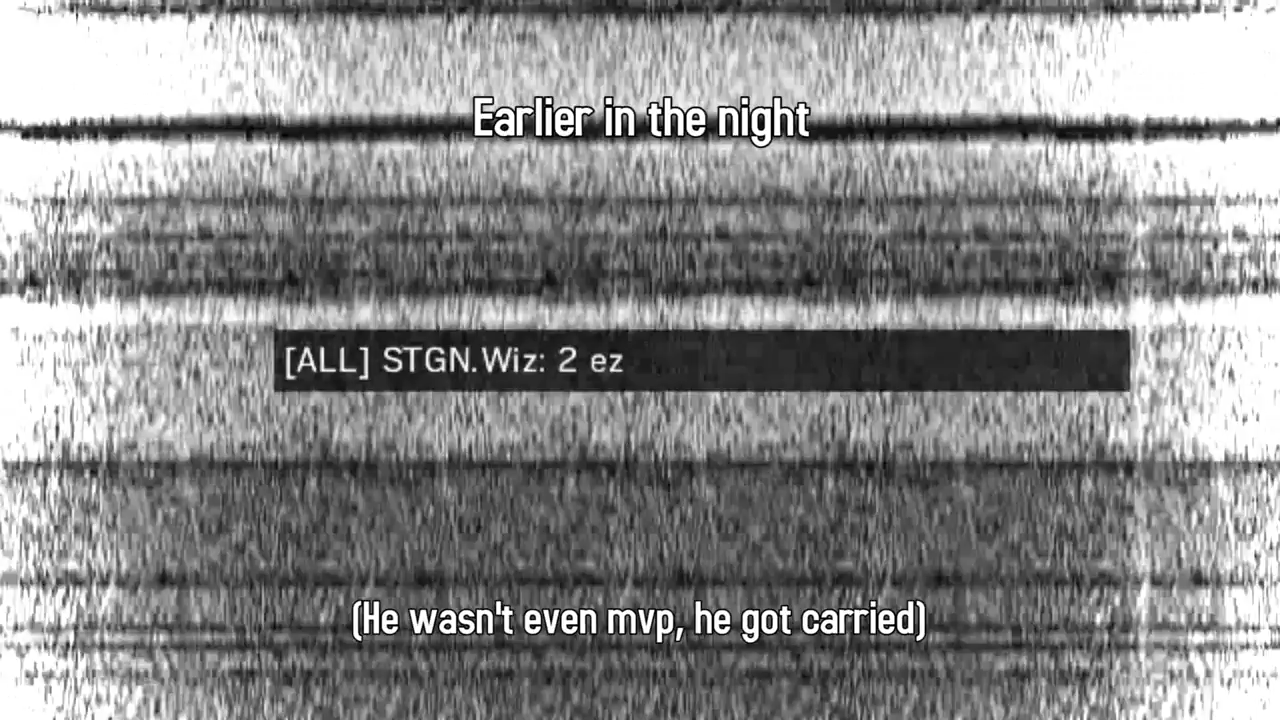 Earlier in the night
[ALL] STGN.Wiz: 2 ez
(He wasn't even mvp, he got carried)